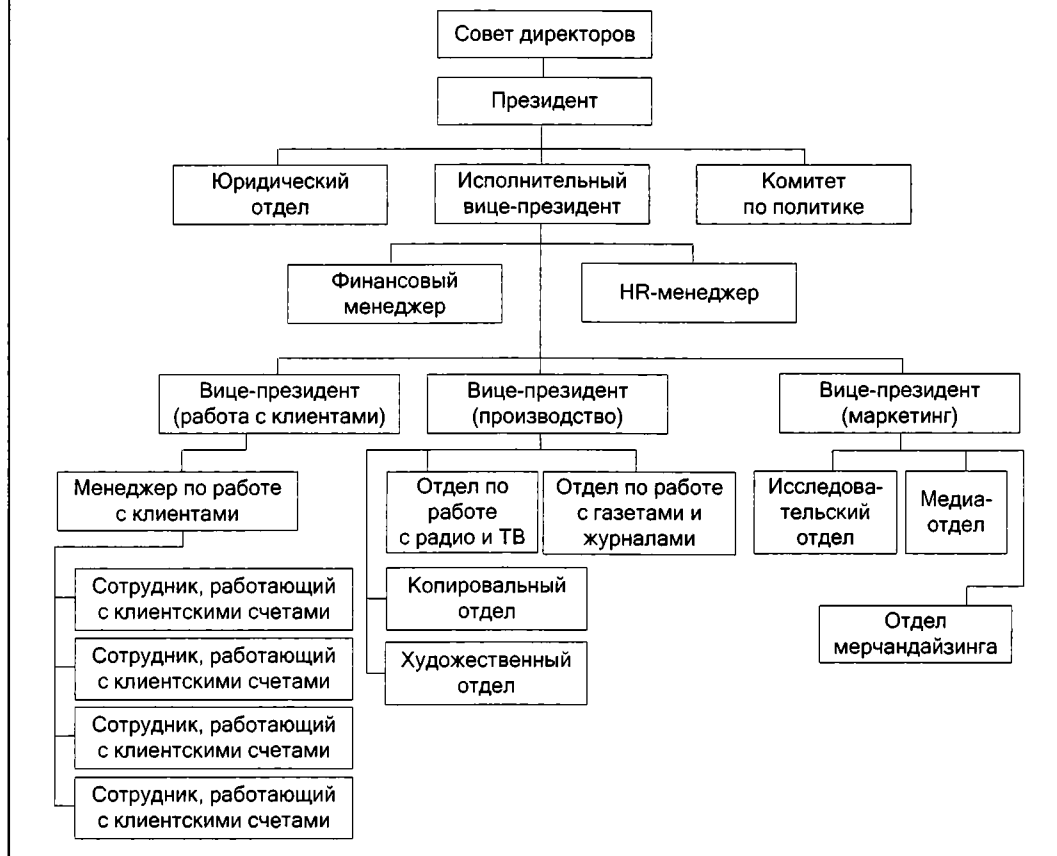 Совет директоров
Президент
Юридический
отдел
Исполнительный
вице-президент
Комитет
по политике
Финансовый
менеджер
HR-менеджер
Вице-президент
(работа с клиентами)
Вице-президент
(производство)
Вице-президент
(маркетинг)
Менеджер по работе
с клиентами
Отдел по
работе
с радио и ТВ
Отдел по работе
с газетами и
журналами
Исследова-
тельский
отдел
Медиа-
отдел
Сотрудник, работающий
с клиентскими счетами
Сотрудник, работающий
с клиентскими счетами
Сотрудник, работающий
с клиентскими счетами
Сотрудник, работающий
с клиентскими счетами
Копировальный
отдел
Художественный
отдел
Отдел
мерчандайзинга